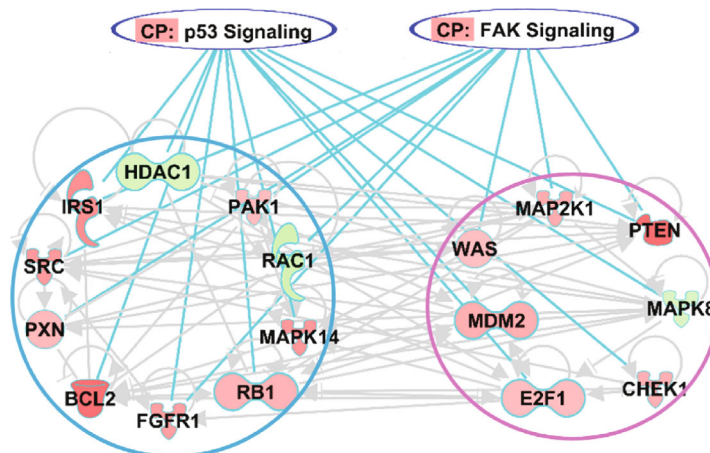 CP: p53 Signaling
CP: FAK Signaling
HDAC1
IRS1
PAK1
MAP2K1
PTEN
WAS
SRC
RAC1
MAPK8
PXN
MAPK14
MDM2
BCL2
RB1
E2F1
CHEK1
FGFR1